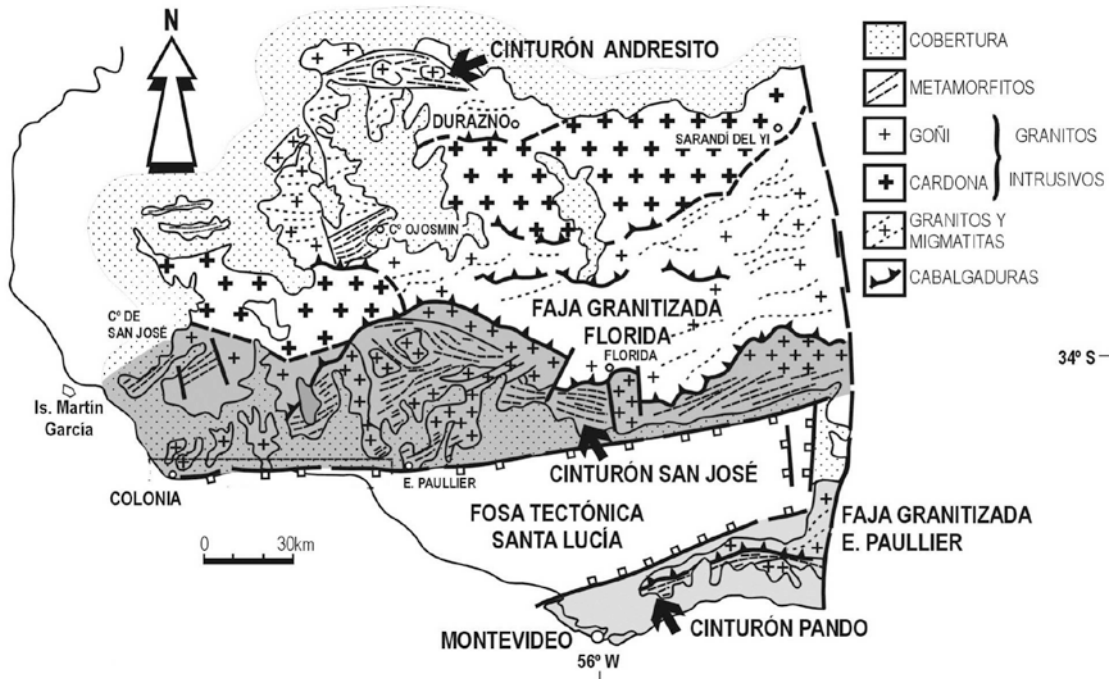 N
CINTURÓN ANDRESITO
DURAZNO
SARANDÍ DEL YI
Cº OJOSMIN
Cº DE
SAN JOSÉ
FAJA GRANITIZADA
FLORIDA
FLORIDA
34º S
Is. Martín
García
COLONIA
E. PAULLIER
CINTURÓN SAN JOSÉ
0 30km
FOSA TECTÓNICA
SANTA LUCÍA
FAJA GRANITIZADA
E. PAULLIER
MONTEVIDEO
CINTURÓN PANDO
56º W
COBERTURA
METAMORFITOS
GOÑI
CARDONA
GRANITOS
INTRUSIVOS
GRANITOS Y
MIGMATITAS
CABALGADURAS